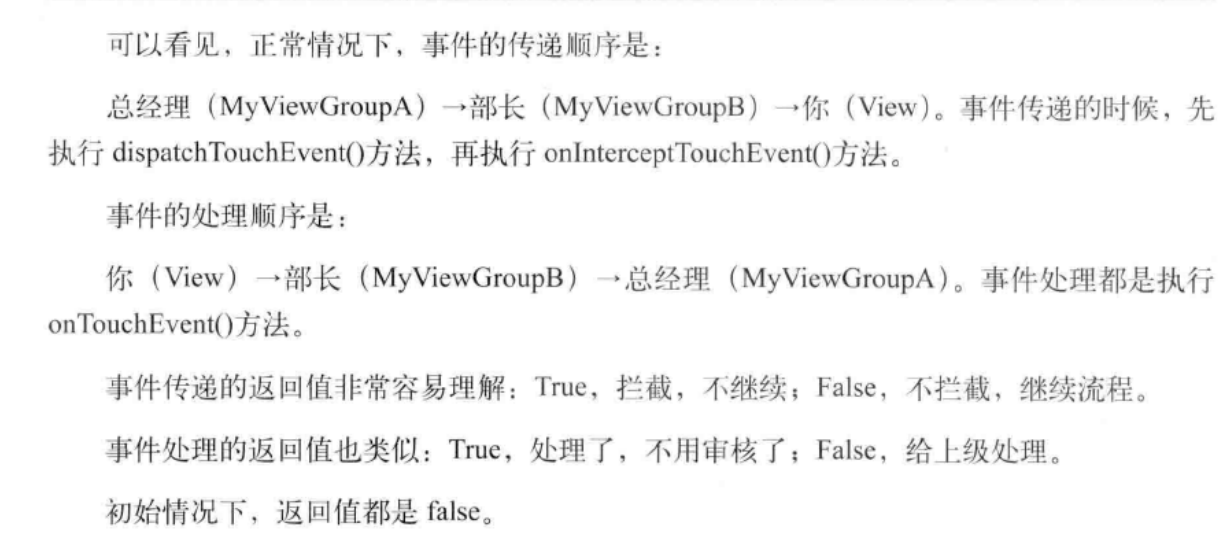 可以看见，正常情况下，事件的传递顺序是：
总经理（MyViewGroupA）→部长（MyViewGroupB）→你（View）。事件传递的时候，先
执行 dispatchTouchEvent()方法，再执行 onInterceptTouchEvent()方法。
事件的处理顺序是：
你（View）→部长（MyViewGroupB）→总经理（MyViewGroupA）。事件处理都是执行
onTouchEvent()方法。
事件传递的返回值非常容易理解：True，拦截，不继续；False，不拦截，继续流程。
事件处理的返回值也类似：True，处理了，不用审核了；False，给上级处理。
初始情况下，返回值都是 false。